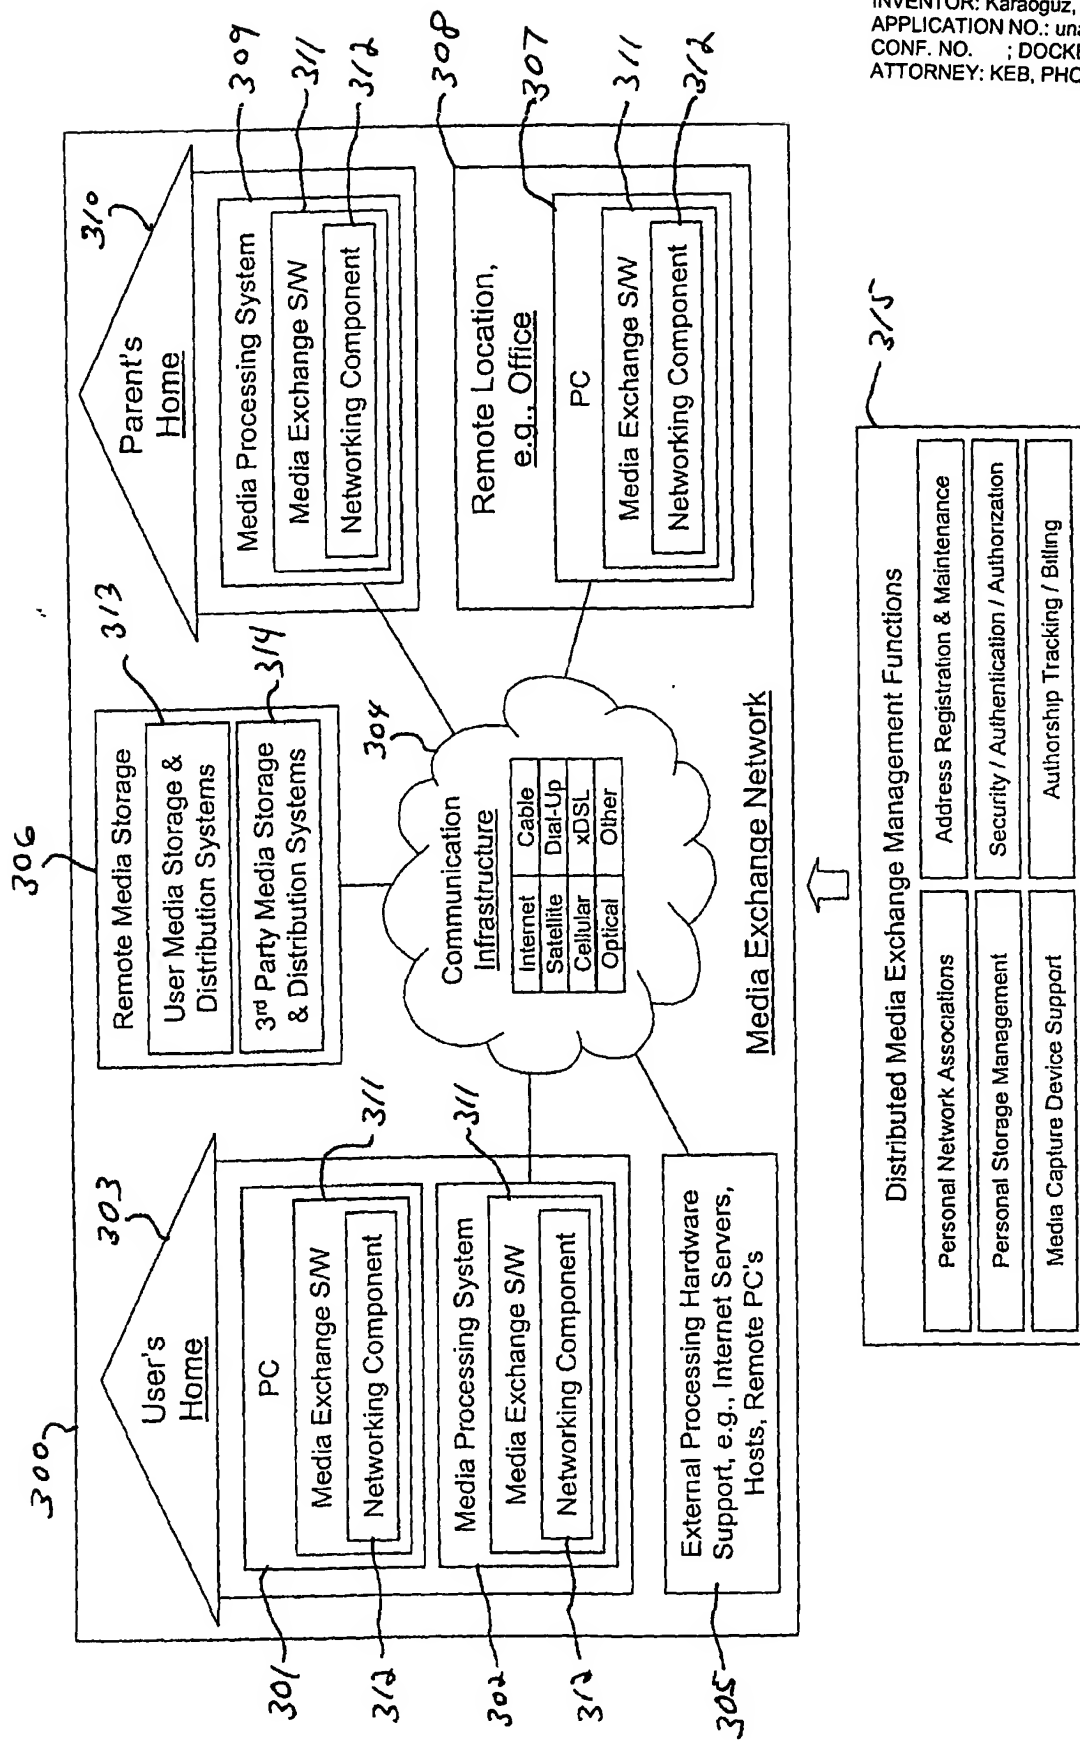 INVENTOR: Karaoguz,
APPLICATION NO.: una
CONF. NO. ; DOCKE
ATTORNEY: KEB, PHO
300
303
User's
Home
PC
Media Exchange S/W
Networking Component
301
311
312
Media Processing System
Media Exchange S/W
Networking Component
302
311
312
External Processing Hardware
Support, e.g., Internet Servers,
Hosts, Remote PC's
305
306
Remote Media Storage
User Media Storage &
Distribution Systems
313
3rd Party Media Storage
& Distribution Systems
314
304
Communication
Infrastructure
Internet Cable
Satellite Dial-Up
Cellular xDSL
Optical Other
Media Exchange Network
310
Parent's
Home
Media Processing System
Media Exchange S/W
Networking Component
309
311
312
308
Remote Location,
e.g., Office
307
PC
Media Exchange S/W
Networking Component
311
312
315
Distributed Media Exchange Management Functions
Personal Network Associations Address Registration & Maintenance
Personal Storage Management Security / Authentication / Authorization
Media Capture Device Support Authorship Tracking / Billing